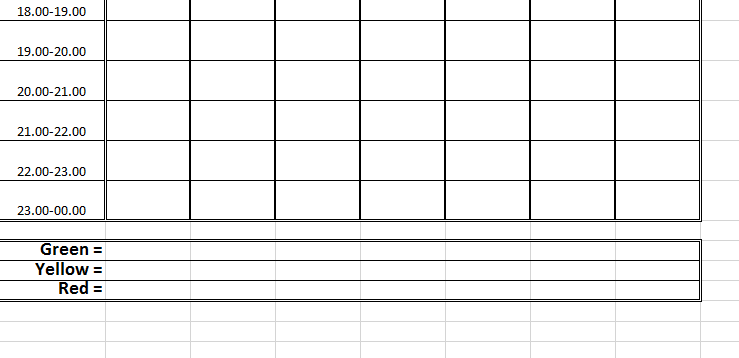 18.00-19.00
19.00-20.00
20.00-21.00
21.00-22.00
22.00-23.00
23.00-00.00
Green =
Yellow =
Red =